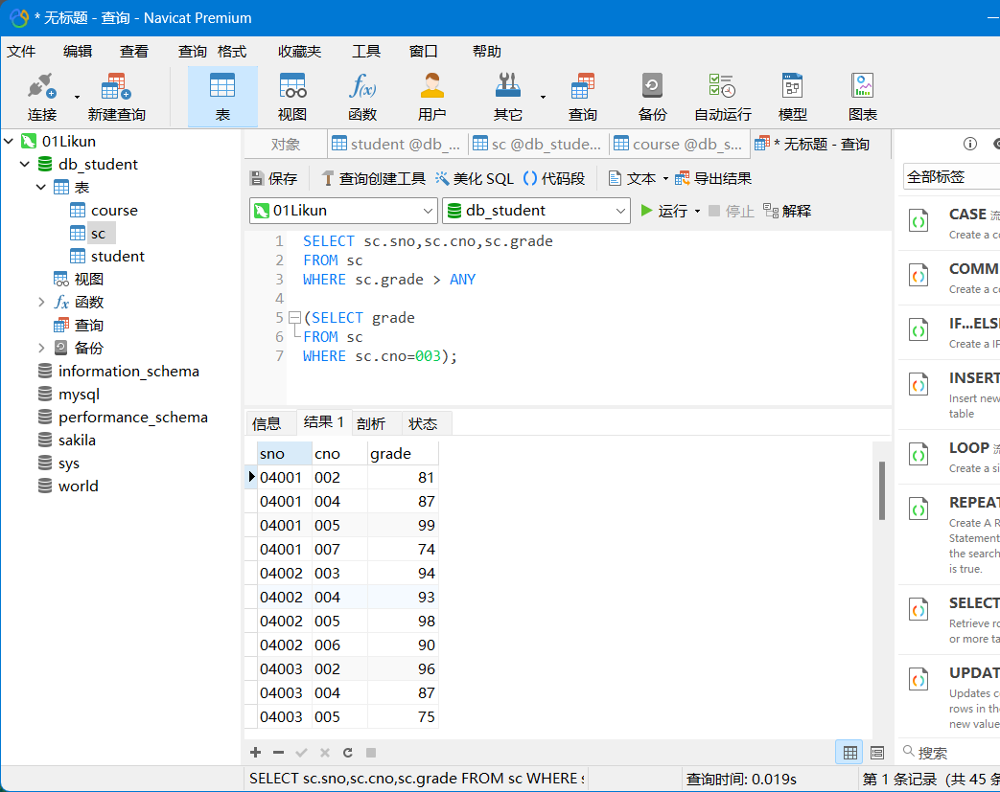 * 无标题 - 查询 - Navicat Premium
文件 编辑 查看 查询 格式 收藏夹 工具 窗口 帮助
连接 新建查询 表 视图 函数 用户 其它 查询 备份 自动运行 模型 图表
01Likun
db_student
表
course
sc
student
视图
函数
查询
备份
information_schema
mysql
performance_schema
sakila
sys
world
对象 student @db_... sc @db_stude... course @db_s... * 无标题 - 查询
保存 查询创建工具 美化 SQL () 代码段 文本 导出结果
01Likun db_student 运行 停止 解释
1 SELECT sc.sno,sc.cno,sc.grade
2 FROM sc
3 WHERE sc.grade > ANY
4
5 (SELECT grade
6 FROM sc
7 WHERE sc.cno=003);
信息 结果 1 剖析 状态
sno cno grade
04001 002 81
04001 004 87
04001 005 99
04001 007 74
04002 003 94
04002 004 93
04002 005 98
04002 006 90
04003 002 96
04003 004 87
04003 005 75
SELECT sc.sno,sc.cno,sc.grade FROM sc WHERE 查询时间: 0.019s 第 1 条记录 (共 45 条
全部标签
CASE 流
Create a co
COMM
Create a co
IF...ELSE
Create a IF
INSERT
Insert new
table
LOOP 流
Create a si
REPEAT
Create A R
Statement
the search
is true.
SELECT
Retrieve ro
or more ta
UPDAT
Updates c
rows in the
new value
搜索